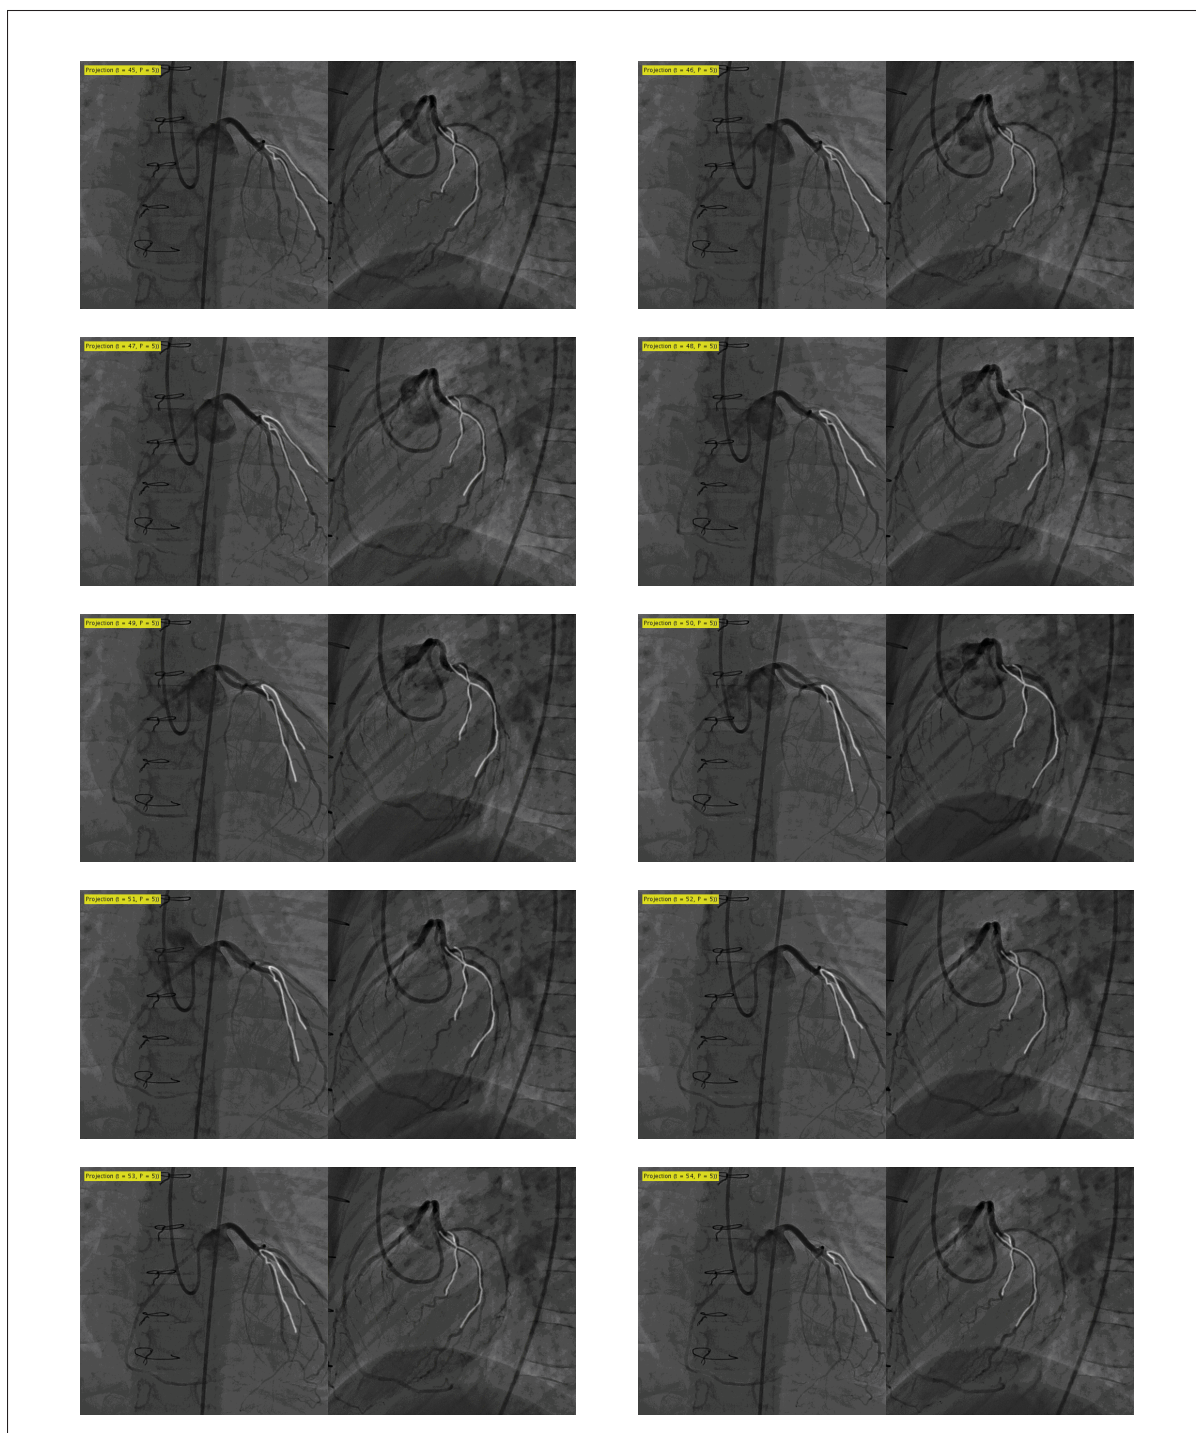 Projection (t = 45, P = 5))
Projection (t = 46, P = 5))
Projection (t = 47, P = 5))
Projection (t = 48, P = 5))
Projection (t = 49, P = 5))
Projection (t = 50, P = 5))
Projection (t = 51, P = 5))
Projection (t = 52, P = 5))
Projection (t = 53, P = 5))
Projection (t = 54, P = 5))